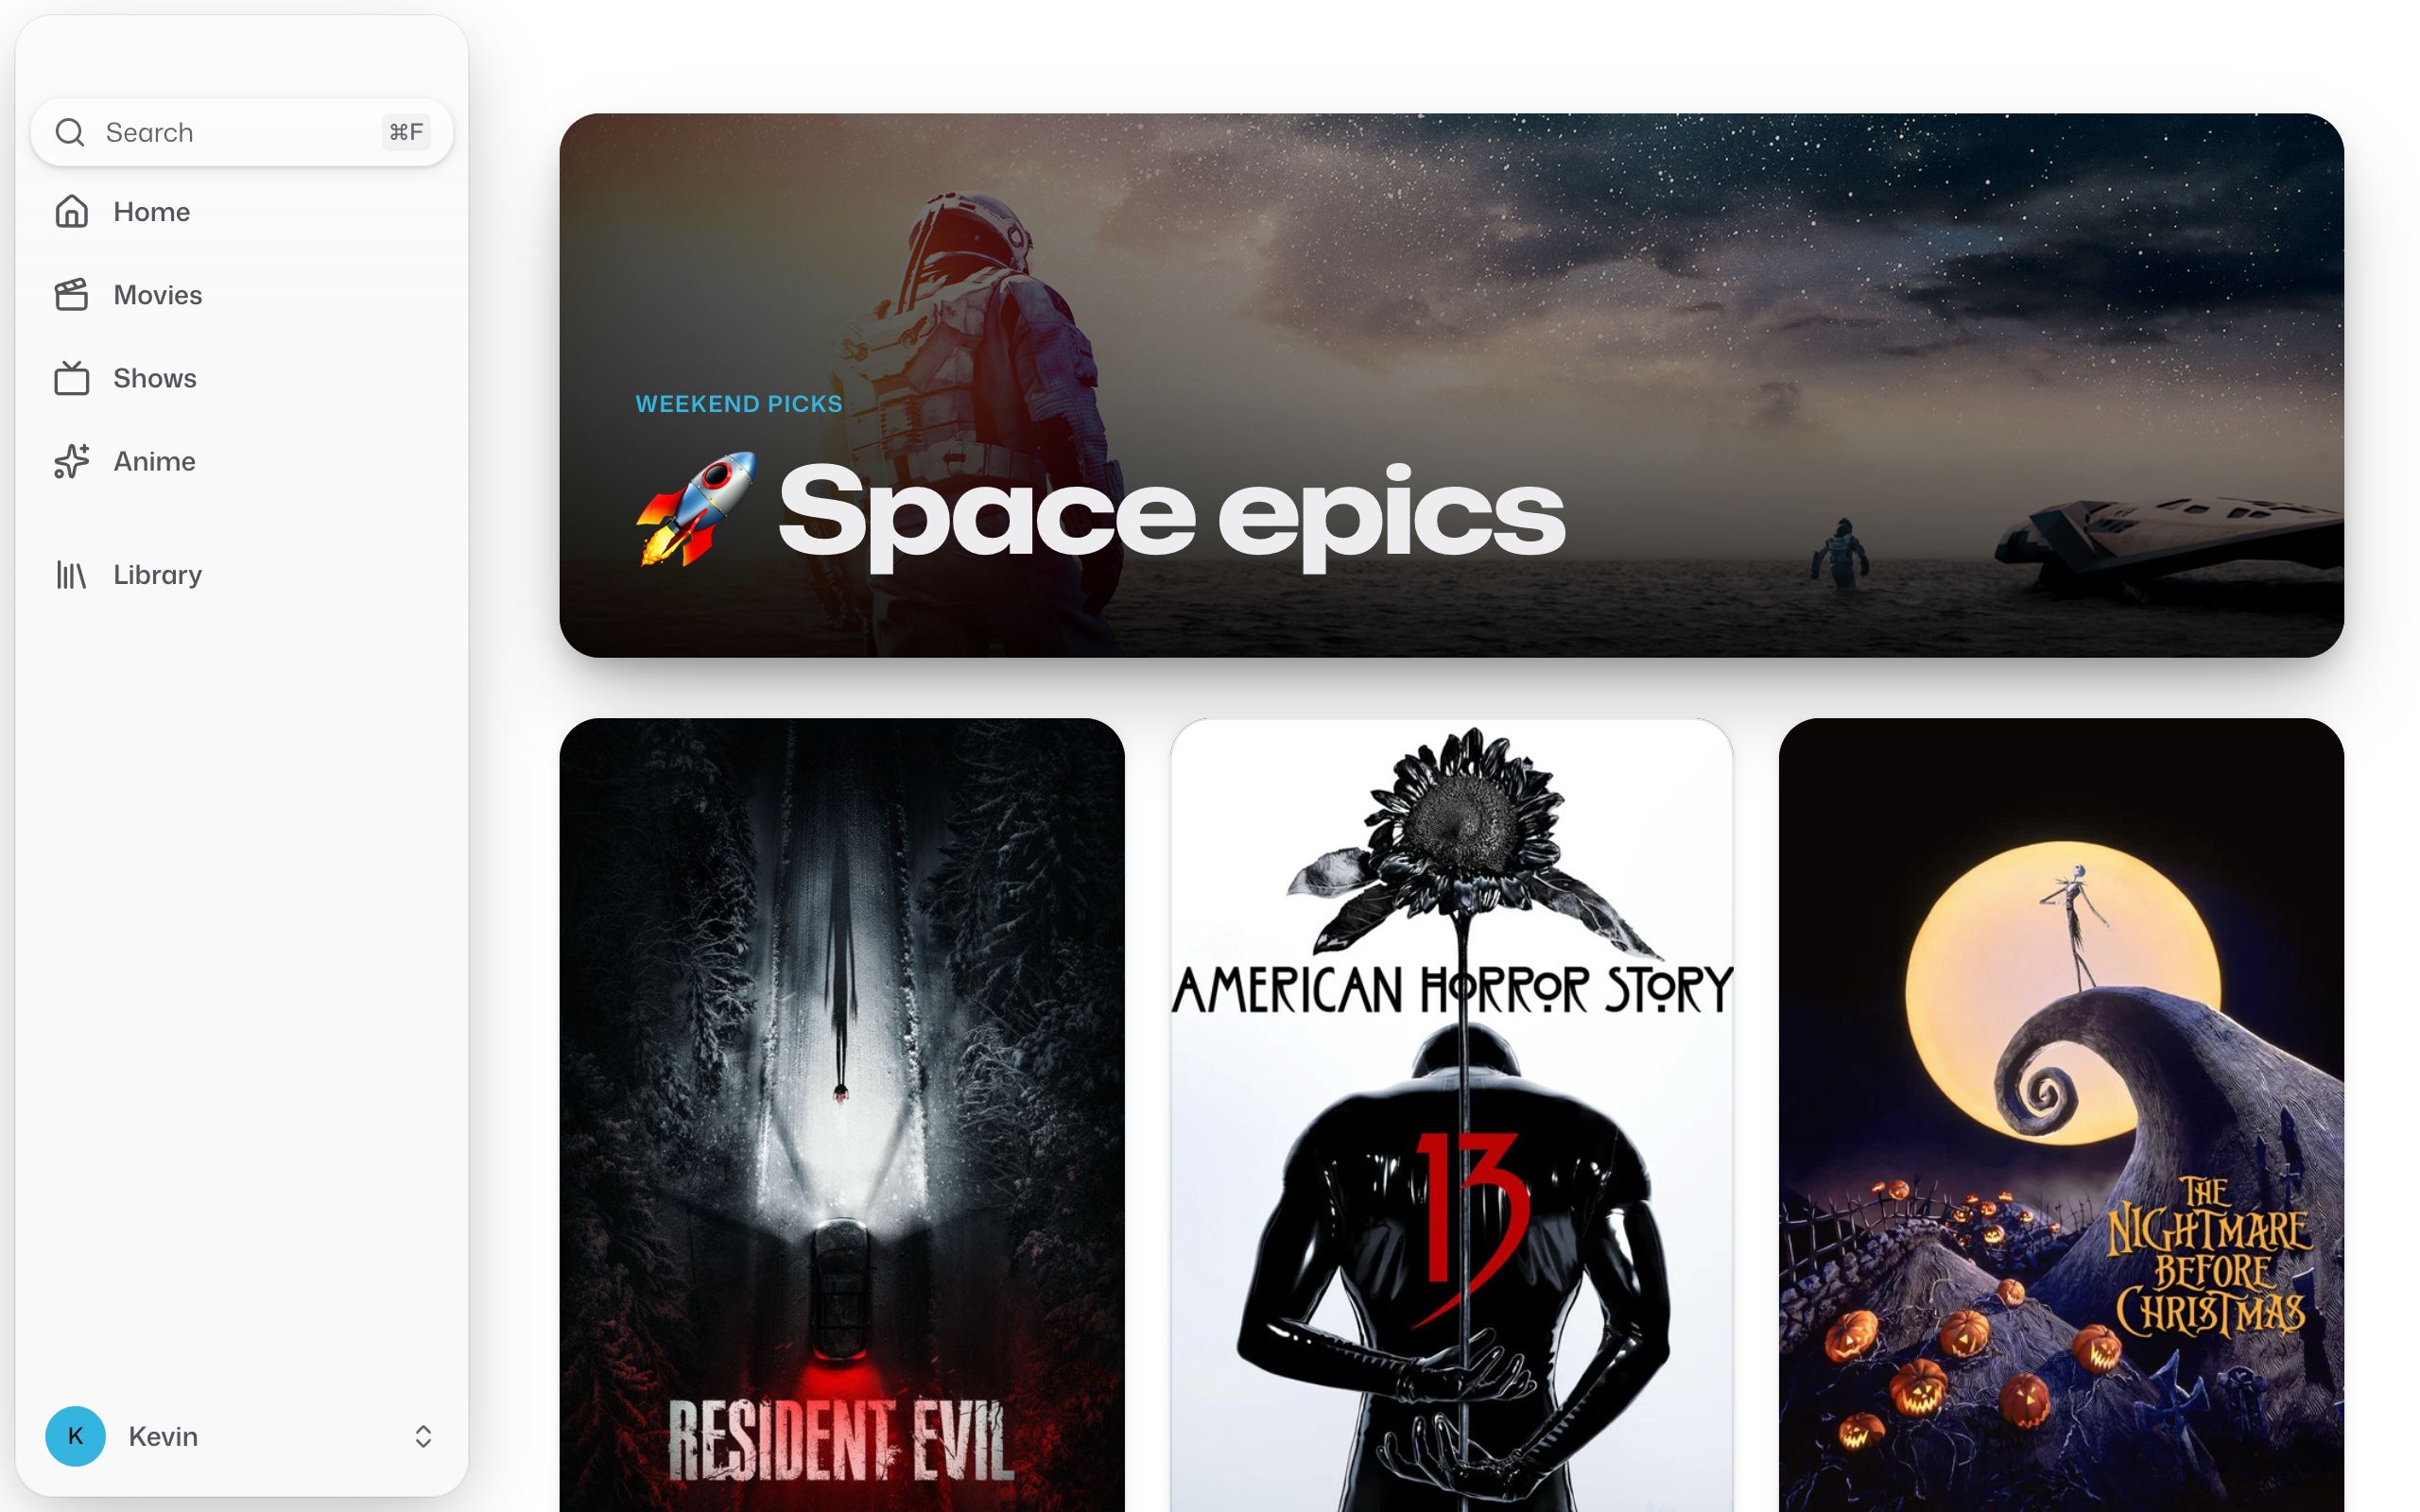 Search ⌘F
Home
Movies
Shows
Anime
Library
K Kevin
WEEKEND PICKS
🚀 Space epics
RESIDENT EVIL
AMERICAN HORROR STORY
13
THE
NIGHTMARE
BEFORE
CHRISTMAS